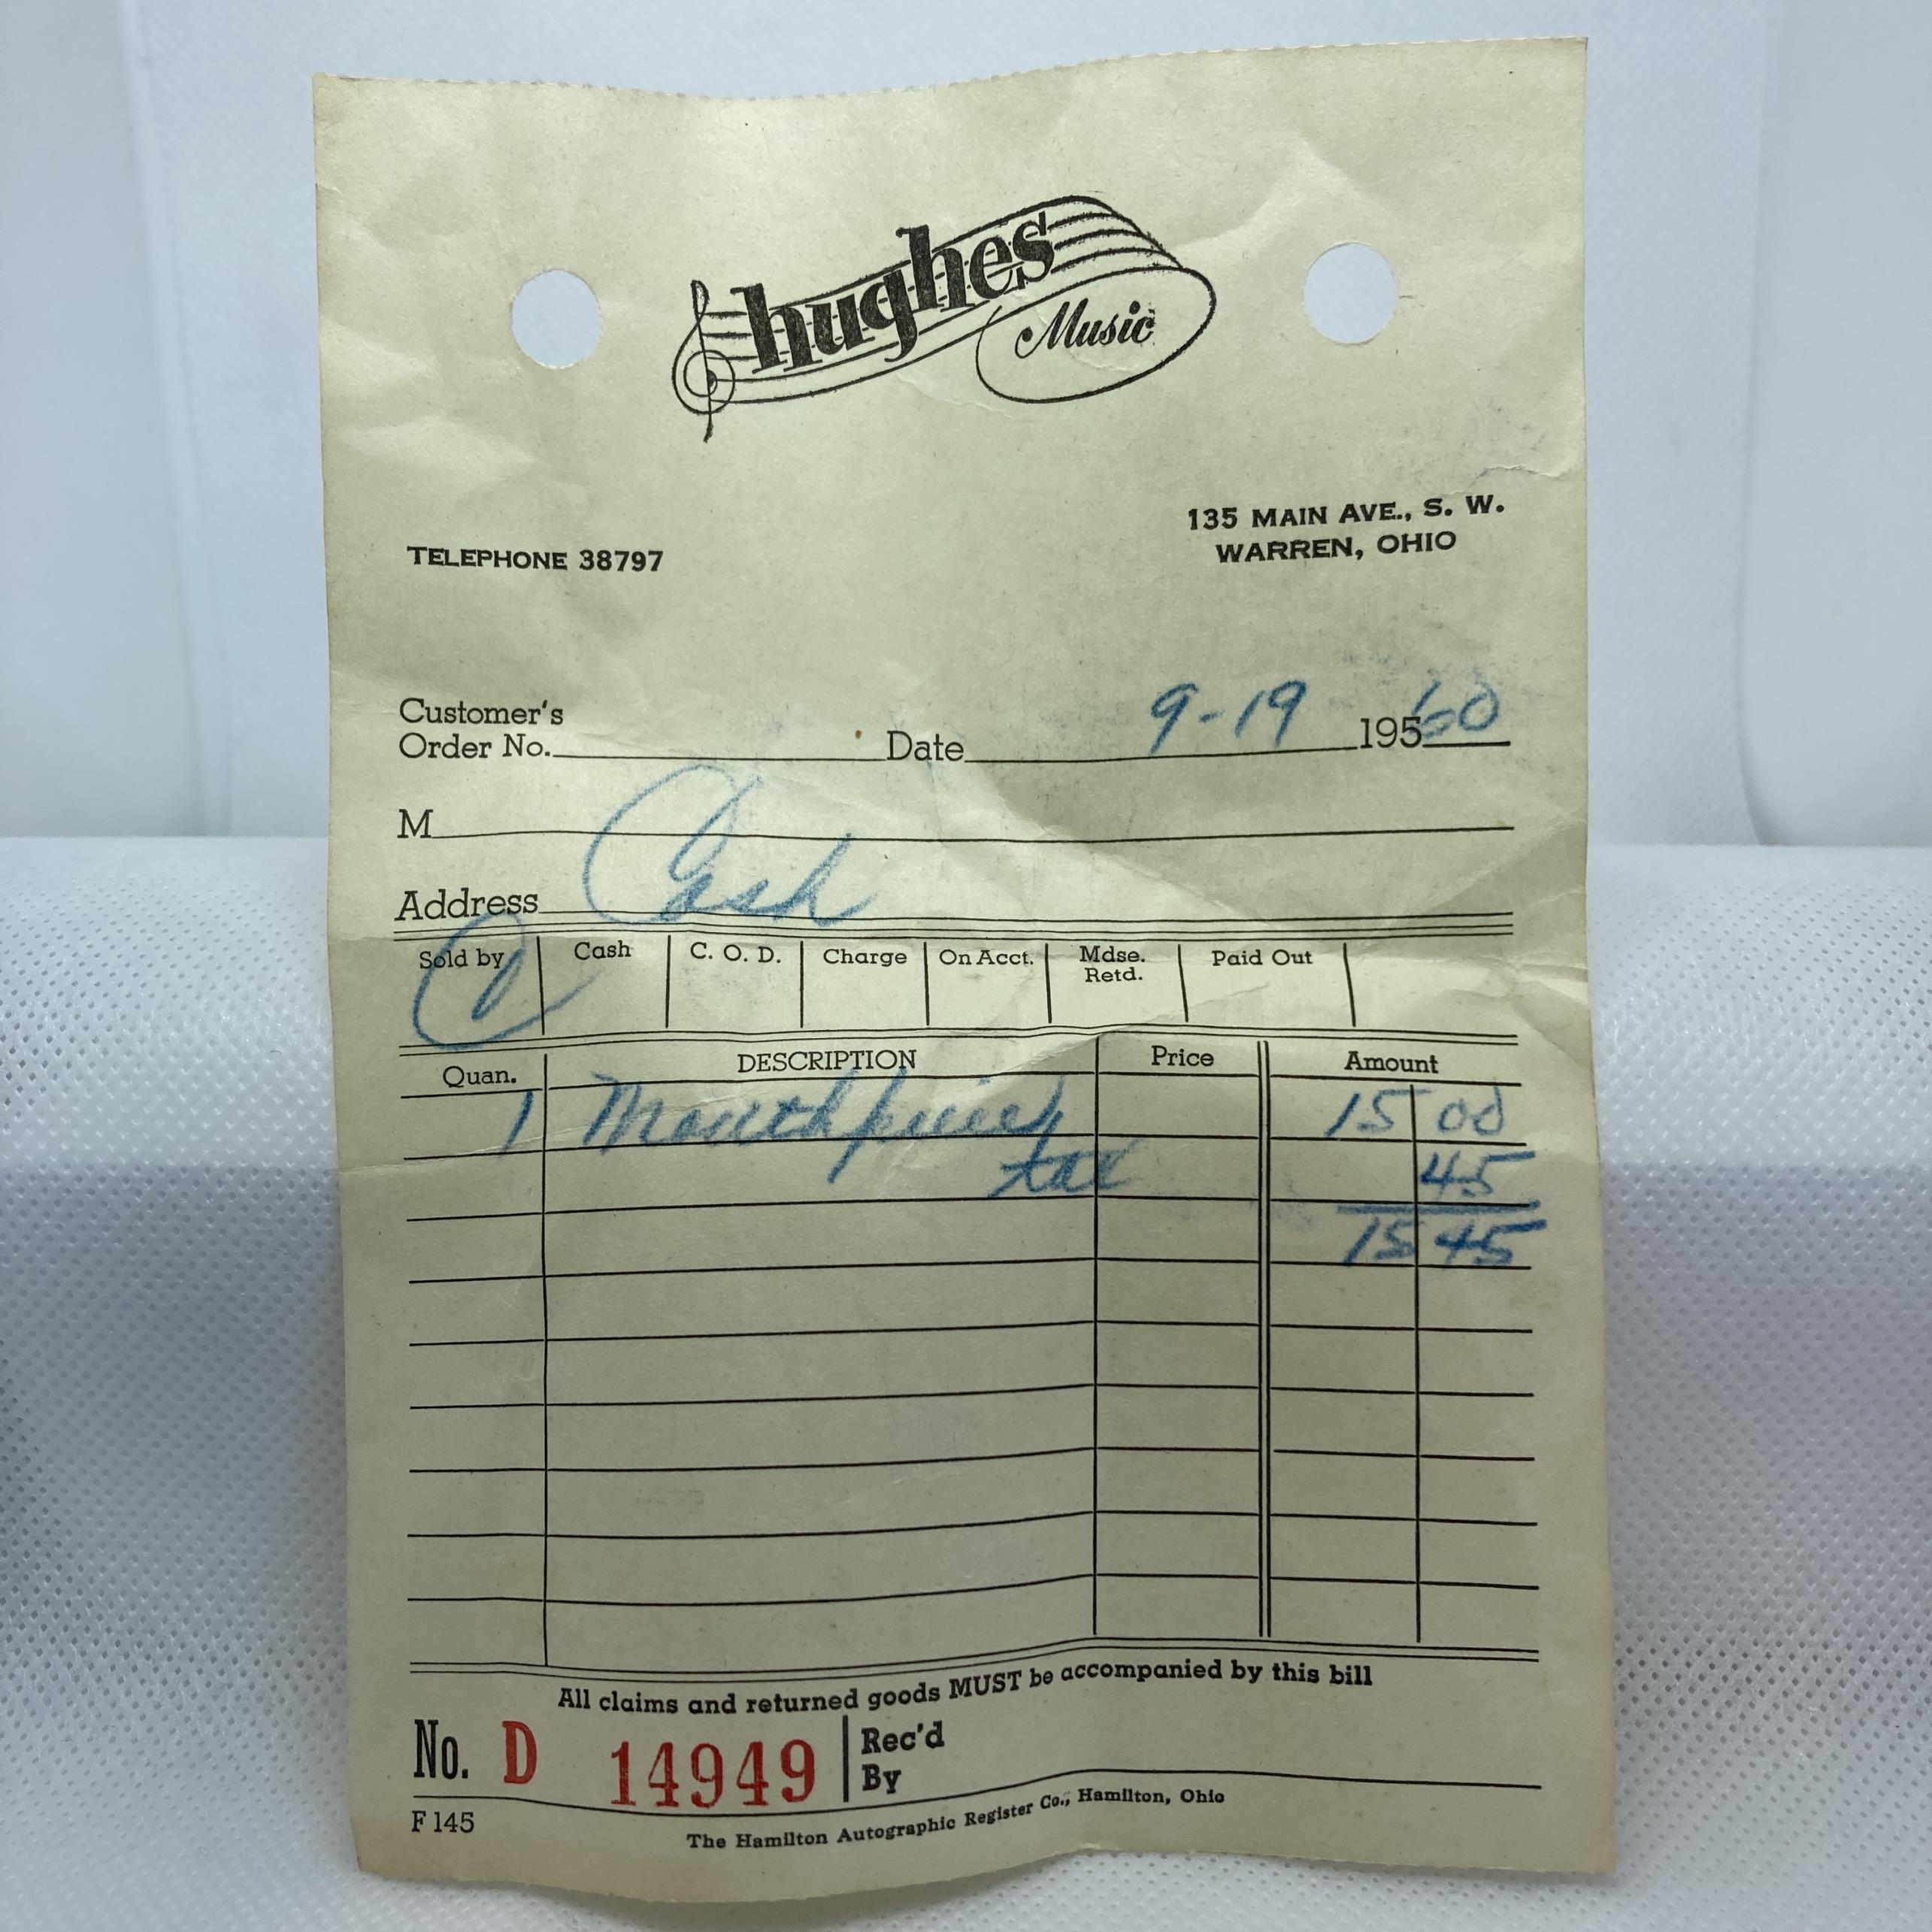 hughes
Music
135 MAIN AVE., S. W.
WARREN, OHIO
TELEPHONE 38797
Customer's
Order No. Date 9-19 195 60
M
Cash
Address
Sold by Cash C. O. D. Charge On Acct. Mdse. Retd. Paid Out
Quan. DESCRIPTION Price Amount
1 Mouthpiece 15 00
tax 45
15 45
All claims and returned goods MUST be accompanied by this bill
No. D 14949 Rec'd By
F 145
The Hamilton Autographic Register Co., Hamilton, Ohio